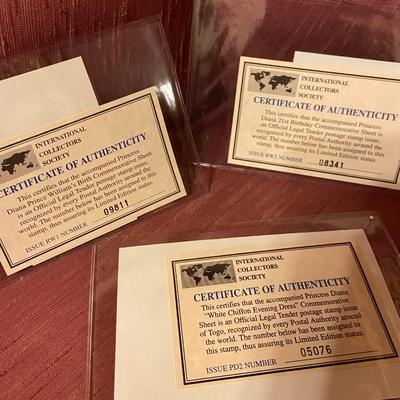 INTERNATIONAL
COLLECTORS
SOCIETY
CERTIFICATE OF AUTHENTICITY
This certifies that the accompanied Princess
Diana Prince William's Birth Commemorative Sheet
is an Official Legal Tender postage stamp issue,
recognized by every Postal Authority around the
world. The number below has been assigned to this
stamp, thus assuring its Limited Edition status.
ISSUE RW1 NUMBER 09811
INTERNATIONAL
COLLECTORS
SOCIETY
CERTIFICATE OF AUTHENTICITY
This certifies that the accompanied Princess
Diana 21st Birthday Commemorative Sheet is
an Official Legal Tender postage stamp issue,
recognized by every Postal Authority around the
world. The number below has been assigned to this
stamp, thus assuring its Limited Edition status.
ISSUE RW2 NUMBER 08341
INTERNATIONAL
COLLECTORS
SOCIETY
CERTIFICATE OF AUTHENTICITY
This certifies that the accompanied Princess Diana
"White Chiffon Evening Dress" Commemorative
Sheet is an Official Legal Tender postage stamp issue
of Togo, recognized by every Postal Authority around
the world. The number below has been assigned to
this stamp, thus assuring its Limited Edition status.
ISSUE PD2 NUMBER 05076